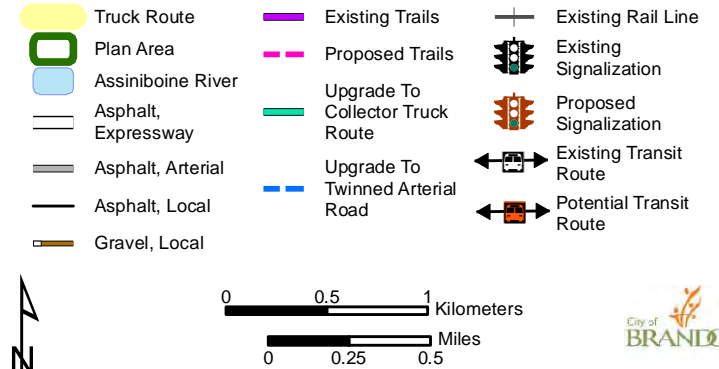 Truck Route
Plan Area
Assiniboine River
Asphalt,
Expressway
Asphalt, Arterial
Asphalt, Local
Gravel, Local
Existing Trails
Proposed Trails
Upgrade To
Collector Truck
Route
Upgrade To
Twinned Arterial
Road
Existing Rail Line
Existing
Signalization
Proposed
Signalization
Existing Transit
Route
Potential Transit
Route
N
0 0.5 1
Kilometers
Miles
0 0.25 0.5
City of